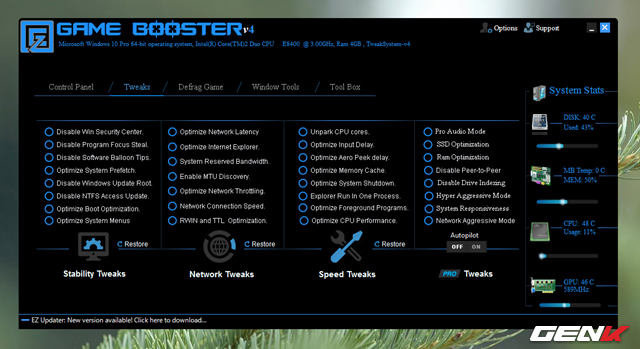 EZ GAME BOOSTER v4
Options Support
Microsoft Windows 10 Pro 64-bit operating system, Intel(R) Core(TM)2 Duo CPU E8400 @ 3.00GHz, Ram 4GB , TweakSystem-v4
Control Panel Tweaks Defrag Game Window Tools Tool Box
System Stats
Disable Win Security Center.
Disable Program Focus Steal.
Disable Software Balloon Tips.
Optimize System Prefetch.
Disable Windows Update Root.
Disable NTFS Access Update.
Optimize Boot Optimization.
Optimize System Menus
Restore
Stability Tweaks
Optimize Network Latency
Optimize Internet Explorer.
System Reserved Bandwidth.
Enable MTU Discovery.
Optimize Network Throttling.
Network Connection Speed.
RWIN and TTL Optimization.
Restore
Network Tweaks
Unpark CPU cores.
Optimize Input Delay.
Optimize Aero Peek delay.
Optimize Memory Cache.
Optimize System Shutdown.
Explorer Run In One Process.
Optimize Foreground Programs.
Optimize CPU Performance.
Restore
Speed Tweaks
Pro Audio Mode
SSD Optimization
Ram Optimization
Disable Peer-to-Peer
Disable Drive Indexing
Hyper Aggressive Mode
System Responsiveness
Network Aggressive Mode
Autopilot
OFF ON
PRO Tweaks
DISK: 40 C
Used: 43%
MB Temp: 0 C
MEM: 50%
CPU: 48 C
Usage: 11%
GPU: 46 C
589MHz
EZ Updater: New version available! Click here to download...
GENK